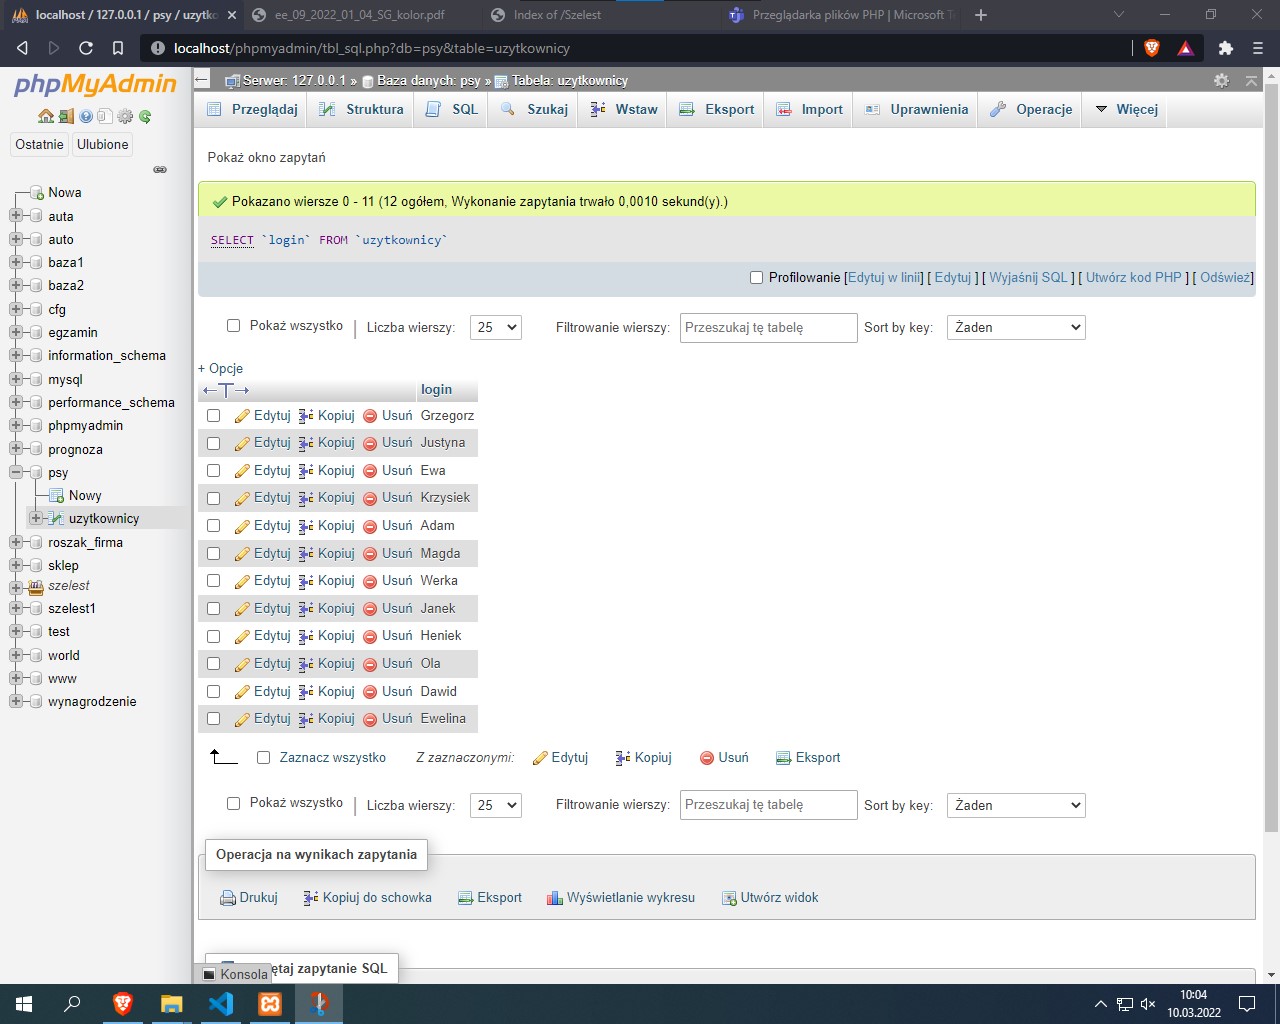 localhost / 127.0.0.1 / psy / uzytko
ee_09_2022_01_04_SG_kolor.pdf
Index of /Szelest
Przeglądarka plików PHP | Microsoft T
localhost/phpmyadmin/tbl_sql.php?db=psy&table=uzytkownicy
phpMyAdmin
Ostatnie Ulubione
Nowa
auta
auto
baza1
baza2
cfg
egzamin
information_schema
mysql
performance_schema
phpmyadmin
prognoza
psy
Nowy
uzytkownicy
roszak_firma
sklep
szelest
szelest1
test
world
www
wynagrodzenie
Serwer: 127.0.0.1 » Baza danych: psy » Tabela: uzytkownicy
Przeglądaj Struktura SQL Szukaj Wstaw Eksport Import Uprawnienia Operacje Więcej
Pokaż okno zapytań
Pokazano wiersze 0 - 11 (12 ogółem, Wykonanie zapytania trwało 0,0010 sekund(y).)
SELECT `login` FROM `uzytkownicy`
Profilowanie [Edytuj w linii] [ Edytuj ] [ Wyjaśnij SQL ] [ Utwórz kod PHP ] [ Odśwież]
Pokaż wszystko | Liczba wierszy: 25 Filtrowanie wierszy: Przeszukaj tę tabelę Sort by key: Żaden
+ Opcje
←T→ login
Edytuj Kopiuj Usuń Grzegorz
Edytuj Kopiuj Usuń Justyna
Edytuj Kopiuj Usuń Ewa
Edytuj Kopiuj Usuń Krzysiek
Edytuj Kopiuj Usuń Adam
Edytuj Kopiuj Usuń Magda
Edytuj Kopiuj Usuń Werka
Edytuj Kopiuj Usuń Janek
Edytuj Kopiuj Usuń Heniek
Edytuj Kopiuj Usuń Ola
Edytuj Kopiuj Usuń Dawid
Edytuj Kopiuj Usuń Ewelina
Zaznacz wszystko Z zaznaczonymi: Edytuj Kopiuj Usuń Eksport
Pokaż wszystko | Liczba wierszy: 25 Filtrowanie wierszy: Przeszukaj tę tabelę Sort by key: Żaden
Operacja na wynikach zapytania
Drukuj Kopiuj do schowka Eksport Wyświetlanie wykresu Utwórz widok
ętaj zapytanie SQL
Konsola
10:04
10.03.2022